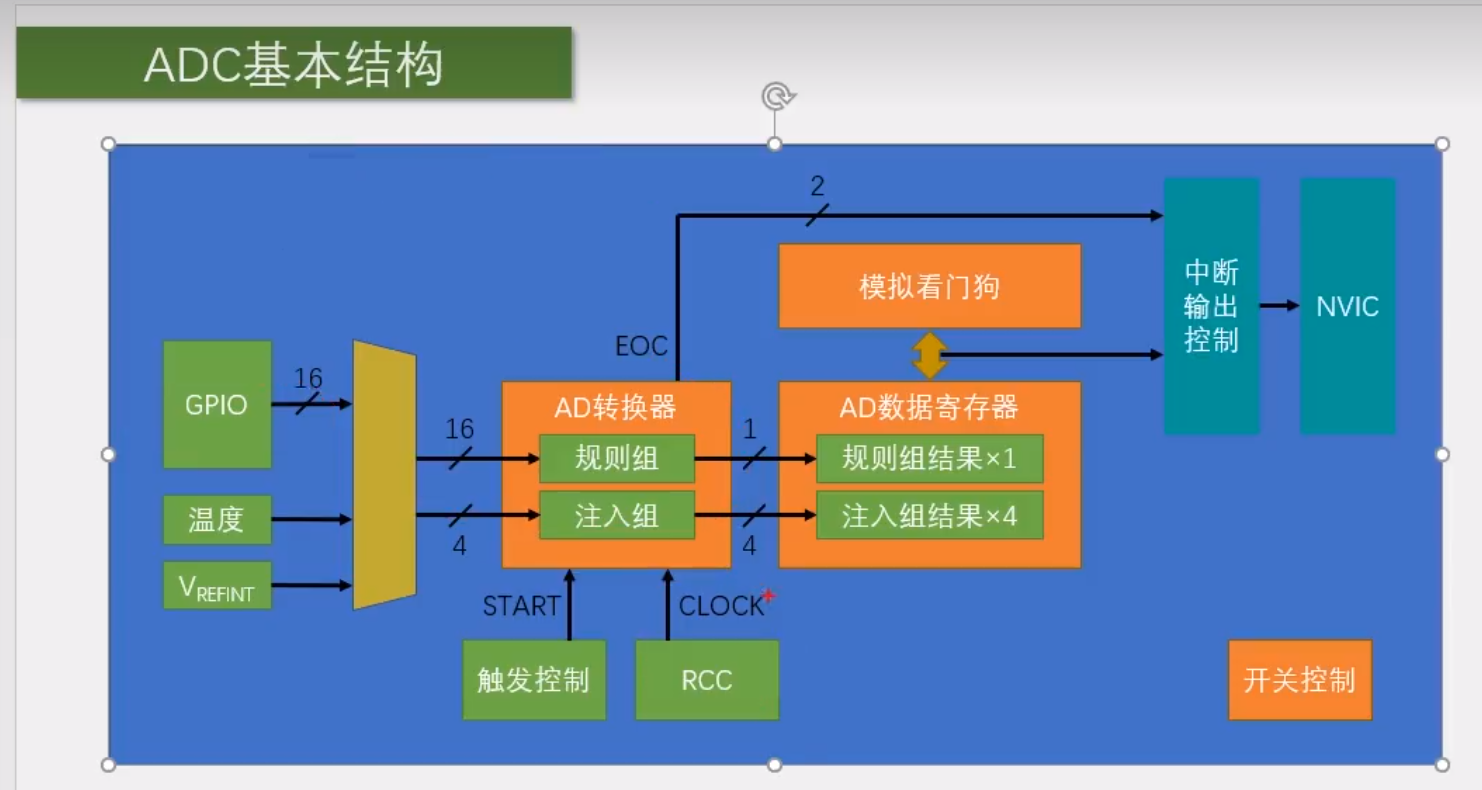 ADC基本结构
2
模拟看门狗
中断
输出
控制
NVIC
EOC
GPIO
16
16
AD转换器
1
AD数据寄存器
规则组
规则组结果×1
温度
注入组
注入组结果×4
4
4
VREFINT
START
CLOCK
触发控制
RCC
开关控制